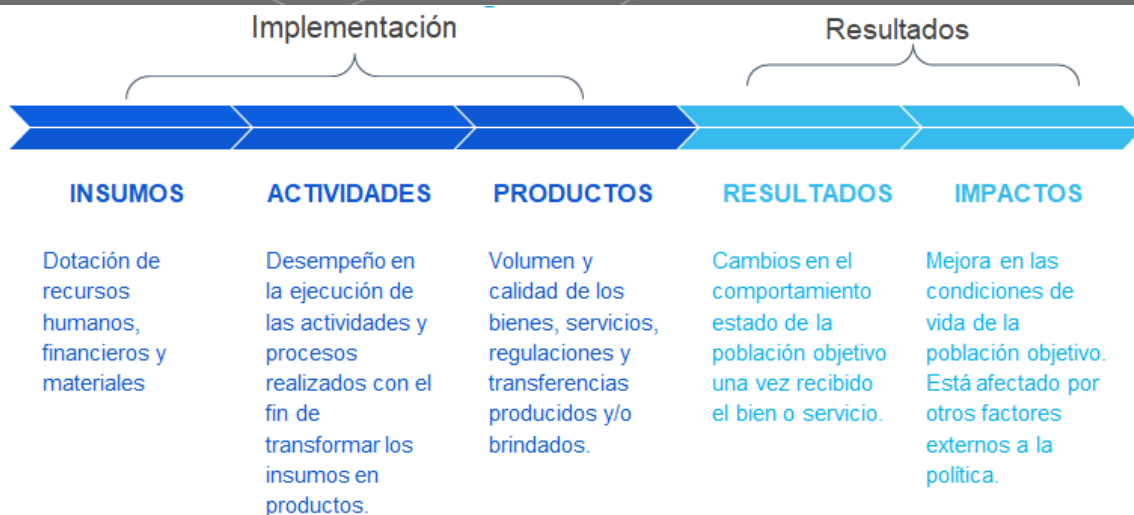 Implementación
Resultados
INSUMOS
ACTIVIDADES
PRODUCTOS
RESULTADOS
IMPACTOS
Dotación de
recursos
humanos,
financieros y
materiales
Desempeño en
la ejecución de
las actividades y
procesos
realizados con el
fin de
transformar los
insumos en
productos.
Volumen y
calidad de los
bienes, servicios,
regulaciones y
transferencias
producidos y/o
brindados.
Cambios en el
comportamiento
estado de la
población objetivo
una vez recibido
el bien o servicio.
Mejora en las
condiciones de
vida de la
población objetivo.
Está afectado por
otros factores
externos a la
política.